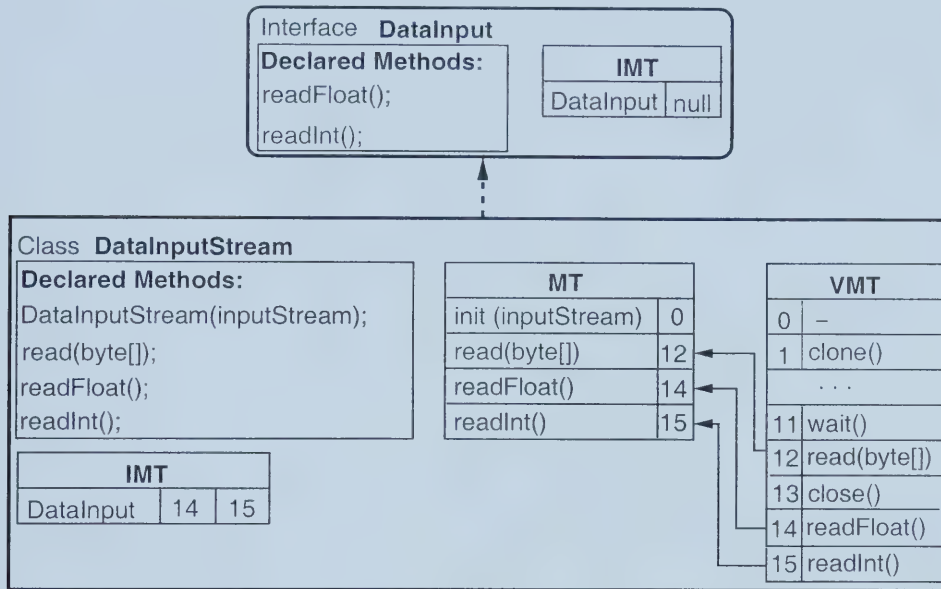 Interface DataInput
Declared Methods:
readFloat();
readInt();
IMT
DataInput null
Class DataInputStream
Declared Methods:
DataInputStream(inputStream);
read(byte[]);
readFloat();
readInt();
IMT
DataInput 14 15
MT
init (inputStream) 0
read(byte[]) 12
readFloat() 14
readInt() 15
VMT
0 –
1 clone()
· · ·
11 wait()
12 read(byte[])
13 close()
14 readFloat()
15 readInt()